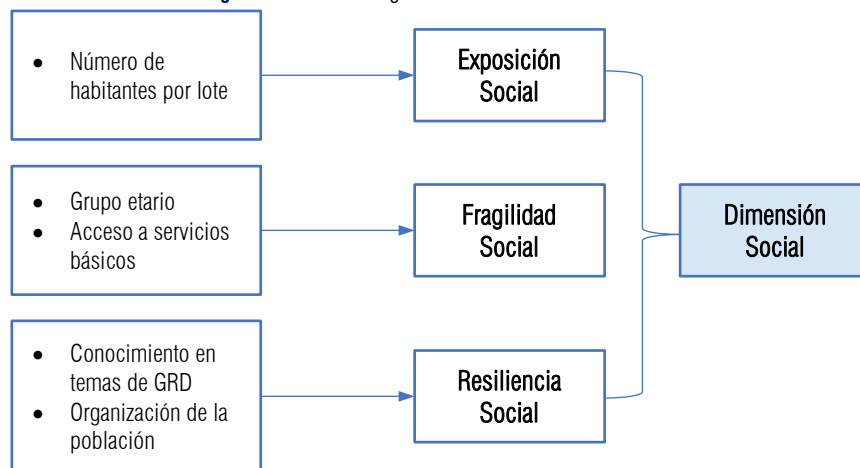 • Número de
habitantes por lote
Exposición
Social
• Grupo etario
• Acceso a servicios
básicos
Fragilidad
Social
Dimensión
Social
• Conocimiento en
temas de GRD
• Organización de la
población
Resiliencia
Social